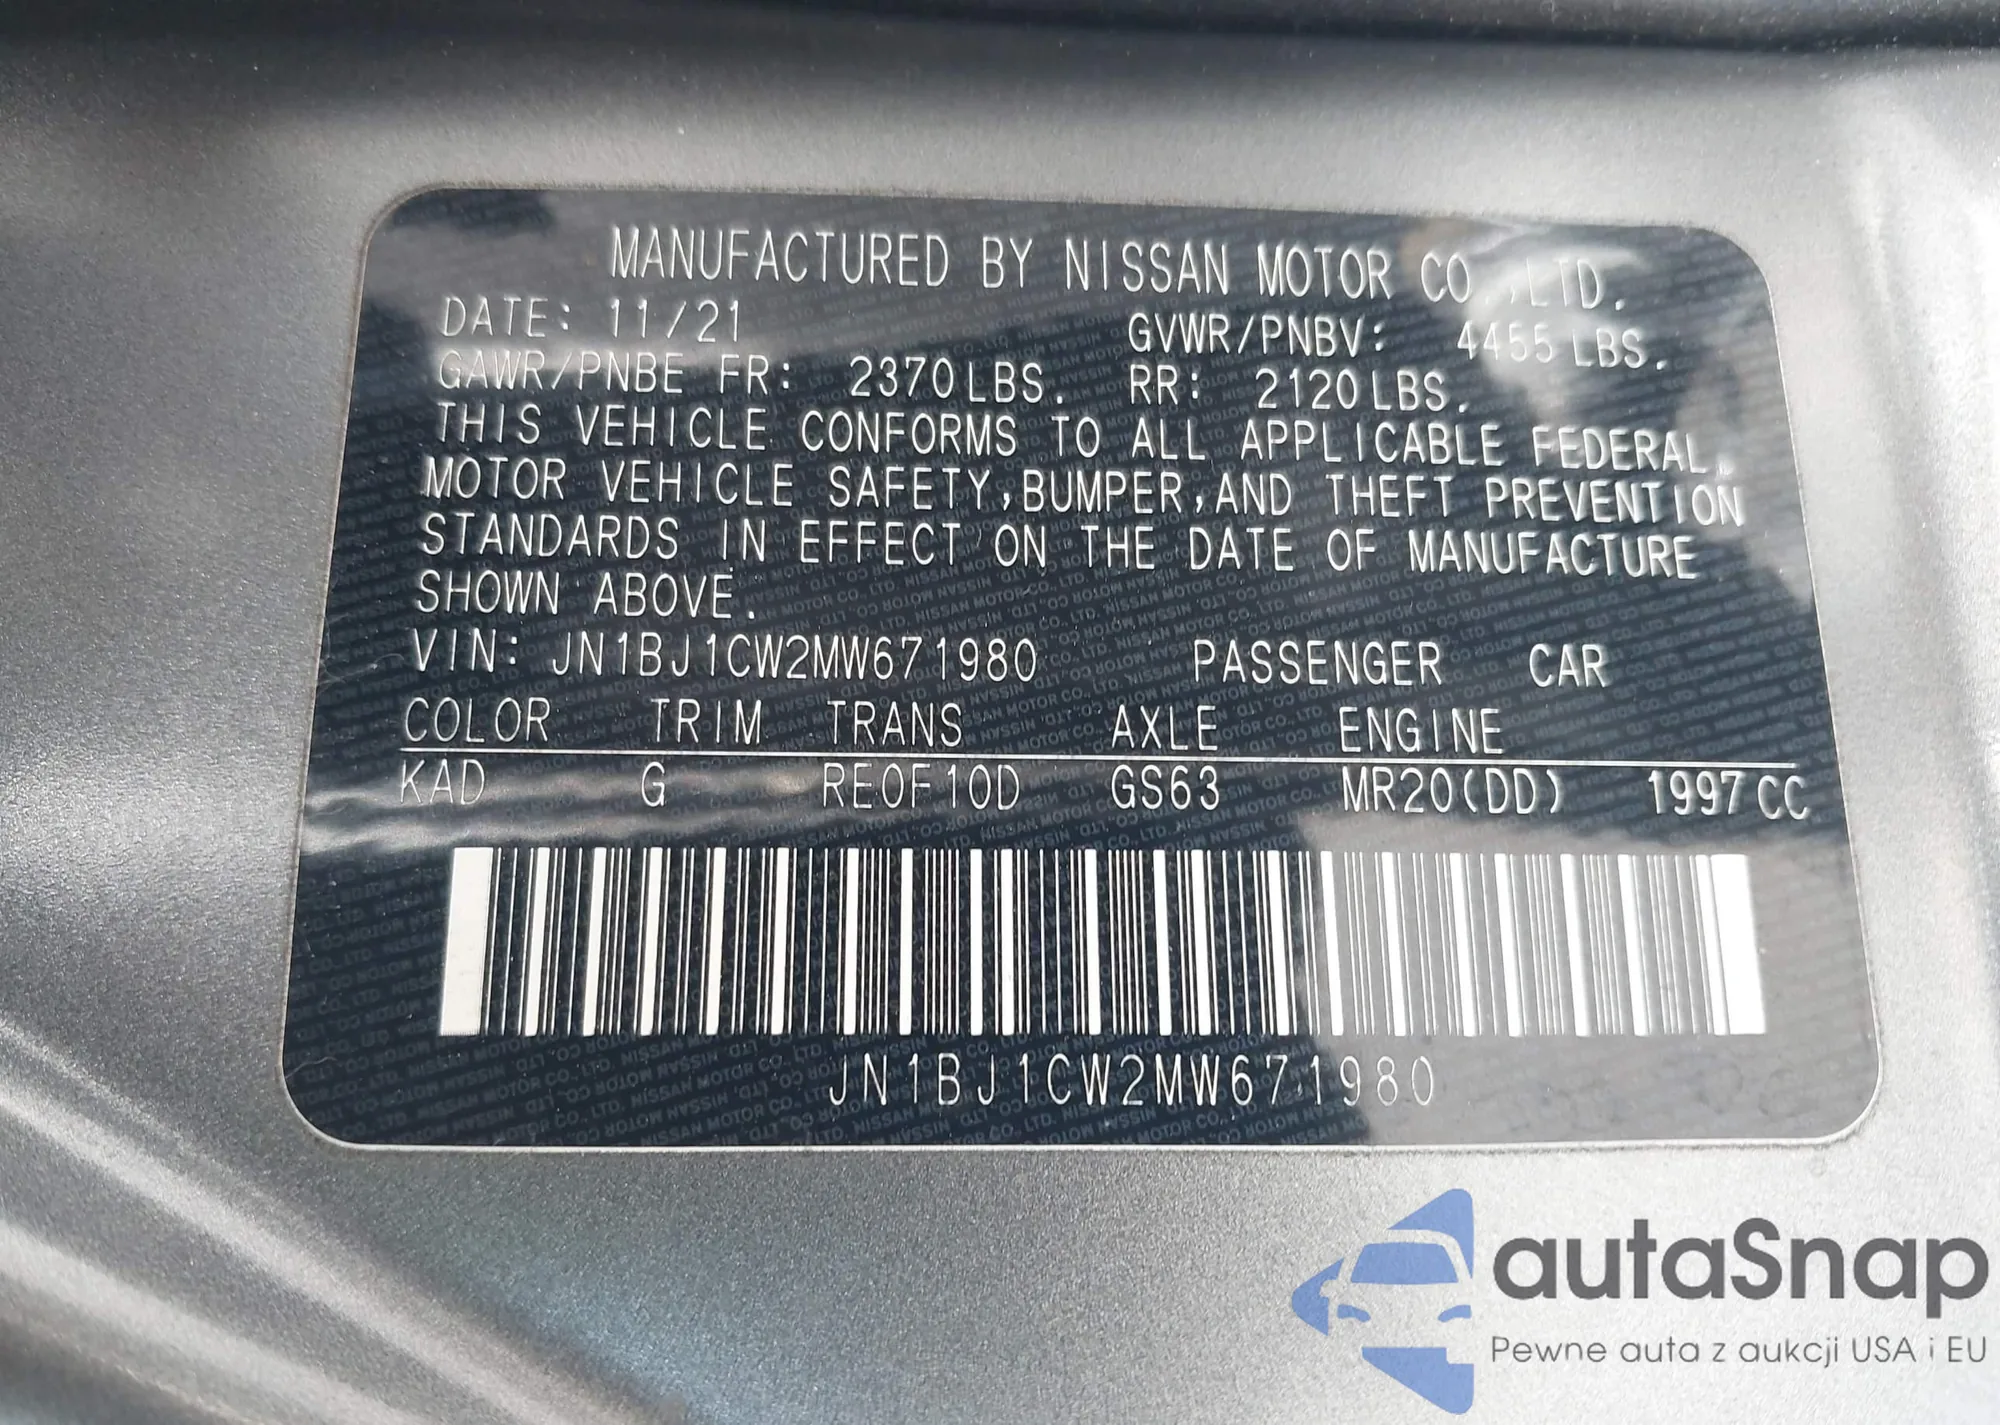 MANUFACTURED BY NISSAN MOTOR CO.,LTD.
DATE: 11/21 GVWR/PNBV: 4455 LBS.
GAWR/PNBE FR: 2370 LBS. RR: 2120 LBS.
THIS VEHICLE CONFORMS TO ALL APPLICABLE FEDERAL
MOTOR VEHICLE SAFETY,BUMPER,AND THEFT PREVENTION
STANDARDS IN EFFECT ON THE DATE OF MANUFACTURE
SHOWN ABOVE.
VIN: JN1BJ1CW2MW671980 PASSENGER CAR
COLOR TRIM TRANS AXLE ENGINE
KAD G RE0F10D GS63 MR20(DD) 1997 CC
JN1BJ1CW2MW671980
autaSnap
Pewne auta z aukcji USA i EU